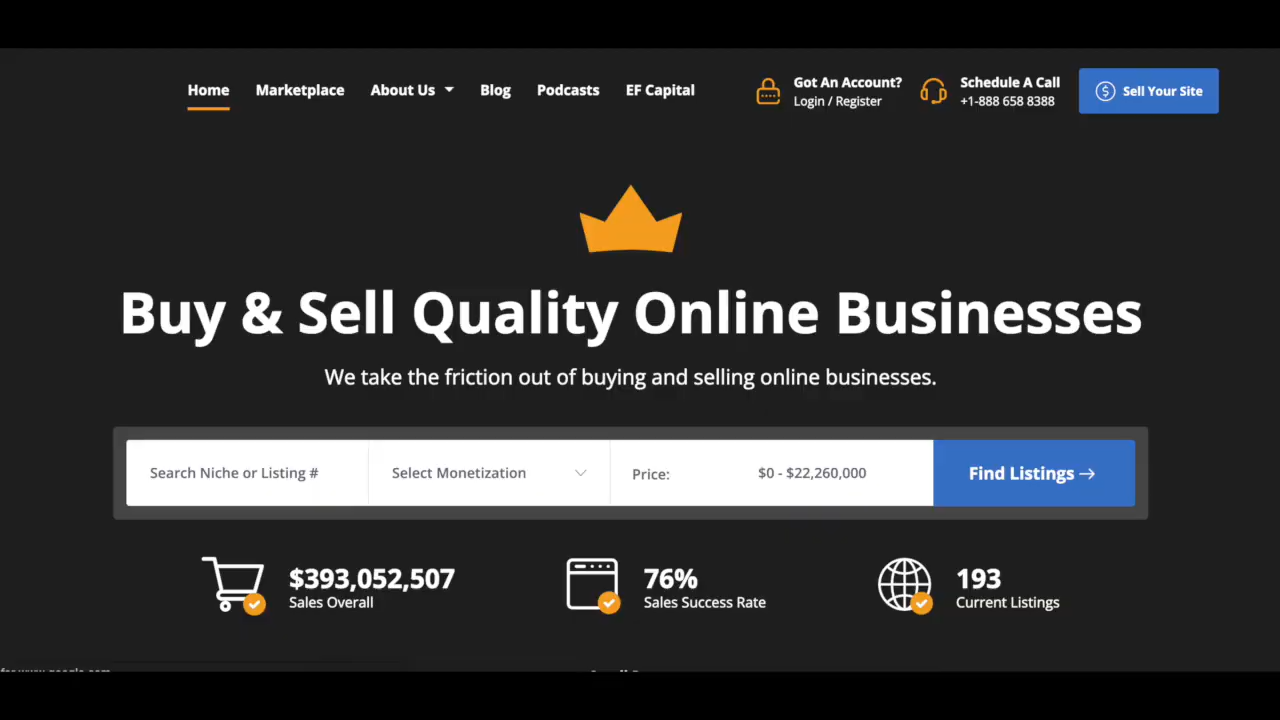 Home Marketplace About Us Blog Podcasts EF Capital
Got An Account?
Login / Register
Schedule A Call
+1-888 658 8388
Sell Your Site
Buy & Sell Quality Online Businesses
We take the friction out of buying and selling online businesses.
Search Niche or Listing # Select Monetization Price: $0 - $22,260,000 Find Listings →
$393,052,507
Sales Overall
76%
Sales Success Rate
193
Current Listings